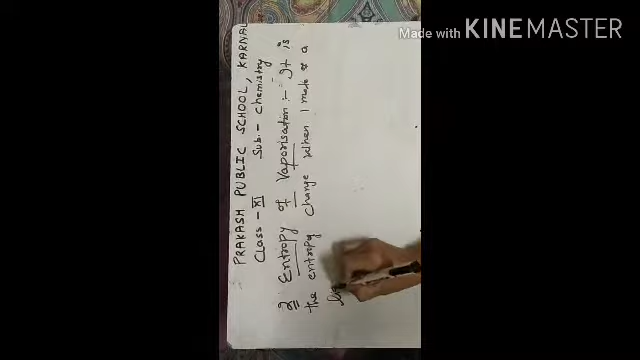 Made with KINEMASTER
PRAKASH PUBLIC SCHOOL, KARNAL
Class - XI Sub. - Chemistry
2 Entropy of Vaporisation :- It is
the entropy change when 1 mole of a